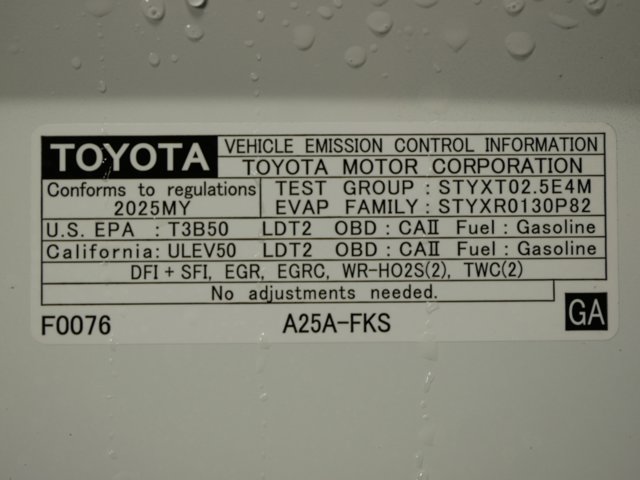 TOYOTA VEHICLE EMISSION CONTROL INFORMATION
TOYOTA MOTOR CORPORATION
Conforms to regulations 2025MY
TEST GROUP : STYXT02.5E4M
EVAP FAMILY : STYXR0130P82
U.S. EPA : T3B50 LDT2 OBD : CAⅡ Fuel : Gasoline
California: ULEV50 LDT2 OBD : CAⅡ Fuel : Gasoline
DFI + SFI, EGR, EGRC, WR-HO2S(2), TWC(2)
No adjustments needed.
F0076 A25A-FKS GA